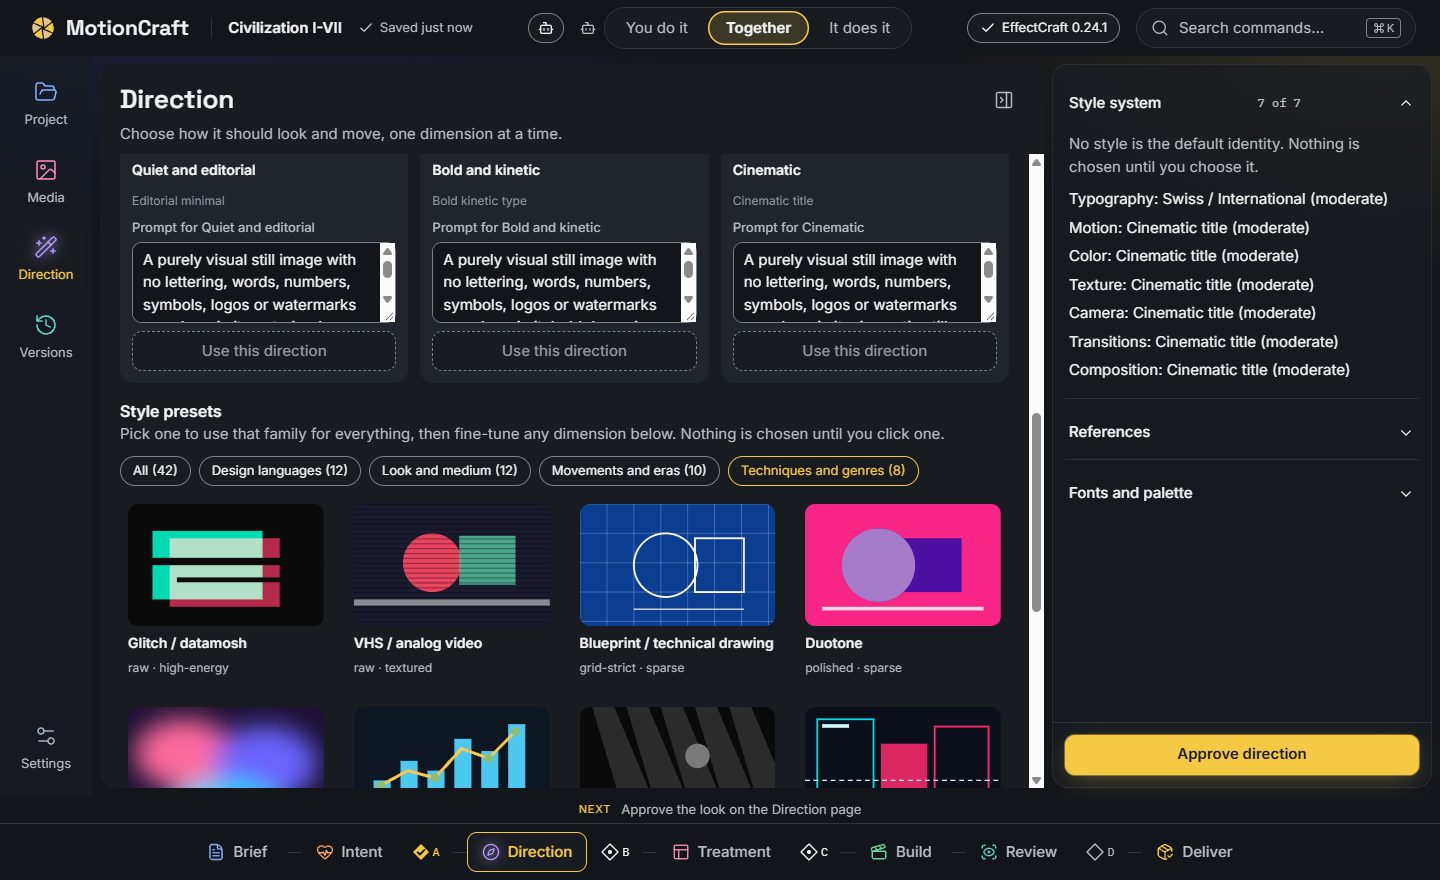 MotionCraft
Civilization I-VII
Saved just now
You do it
Together
It does it
EffectCraft 0.24.1
Search commands...
⌘K
Project
Media
Direction
Versions
Settings
Direction
Choose how it should look and move, one dimension at a time.
Quiet and editorial
Editorial minimal
Prompt for Quiet and editorial
A purely visual still image with
no lettering, words, numbers,
symbols, logos or watermarks
Use this direction
Bold and kinetic
Bold kinetic type
Prompt for Bold and kinetic
A purely visual still image with
no lettering, words, numbers,
symbols, logos or watermarks
Use this direction
Cinematic
Cinematic title
Prompt for Cinematic
A purely visual still image with
no lettering, words, numbers,
symbols, logos or watermarks
Use this direction
Style presets
Pick one to use that family for everything, then fine-tune any dimension below. Nothing is chosen until you click one.
All (42)
Design languages (12)
Look and medium (12)
Movements and eras (10)
Techniques and genres (8)
Glitch / datamosh
raw · high-energy
VHS / analog video
raw · textured
Blueprint / technical drawing
grid-strict · sparse
Duotone
polished · sparse
Style system
7 of 7
No style is the default identity. Nothing is
chosen until you choose it.
Typography: Swiss / International (moderate)
Motion: Cinematic title (moderate)
Color: Cinematic title (moderate)
Texture: Cinematic title (moderate)
Camera: Cinematic title (moderate)
Transitions: Cinematic title (moderate)
Composition: Cinematic title (moderate)
References
Fonts and palette
Approve direction
NEXT Approve the look on the Direction page
Brief
Intent
A
Direction
B
Treatment
C
Build
Review
D
Deliver